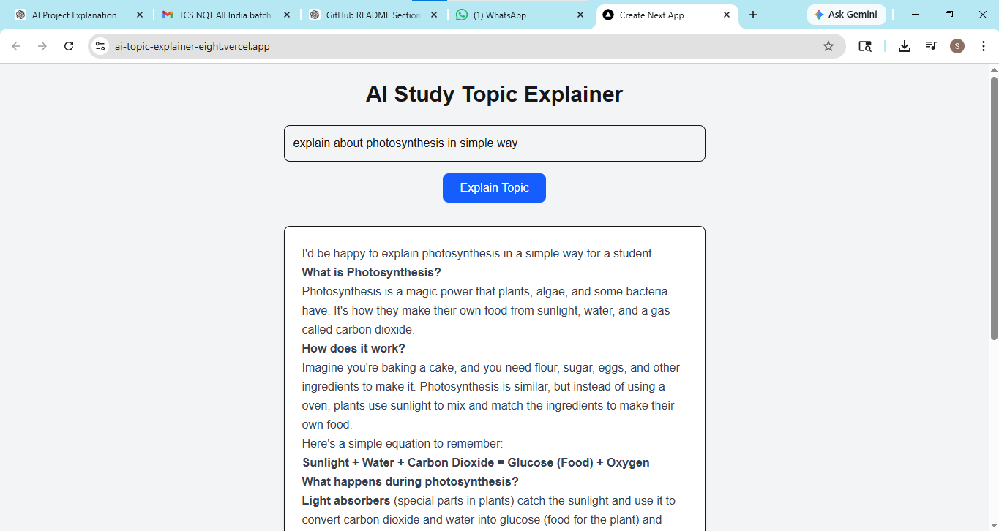 AI Project Explanation
TCS NQT All India batch
GitHub README Section
(1) WhatsApp
Create Next App
Ask Gemini
ai-topic-explainer-eight.vercel.app
S
AI Study Topic Explainer
explain about photosynthesis in simple way
Explain Topic
I'd be happy to explain photosynthesis in a simple way for a student.
What is Photosynthesis?
Photosynthesis is a magic power that plants, algae, and some bacteria
have. It's how they make their own food from sunlight, water, and a gas
called carbon dioxide.
How does it work?
Imagine you're baking a cake, and you need flour, sugar, eggs, and other
ingredients to make it. Photosynthesis is similar, but instead of using a
oven, plants use sunlight to mix and match the ingredients to make their
own food.
Here's a simple equation to remember:
Sunlight + Water + Carbon Dioxide = Glucose (Food) + Oxygen
What happens during photosynthesis?
Light absorbers (special parts in plants) catch the sunlight and use it to
convert carbon dioxide and water into glucose (food for the plant) and